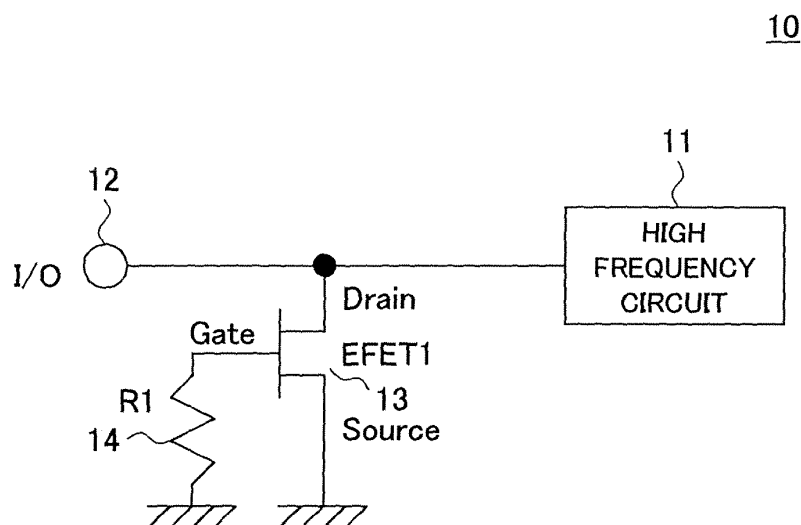 10
11
12
HIGH
FREQUENCY
CIRCUIT
I/O
Drain
Gate
EFET1
13
R1
14
Source